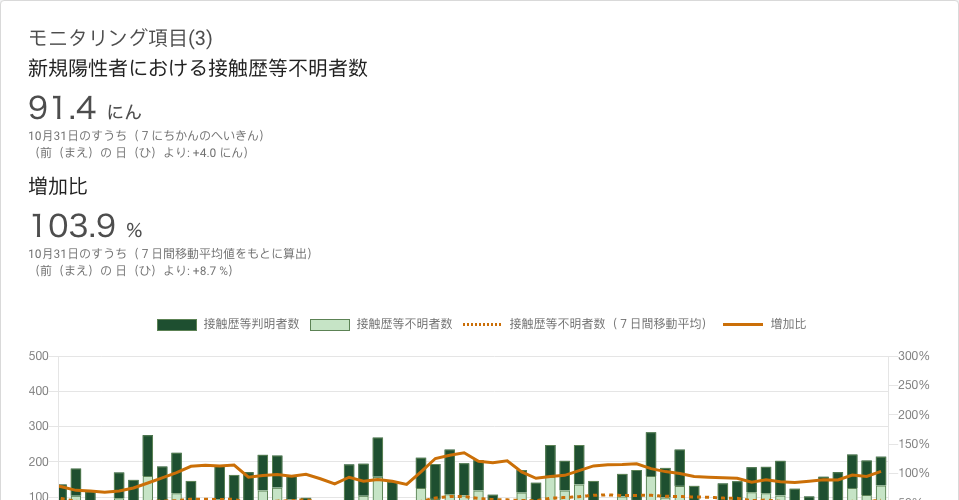 モニタリング項目(3)
新規陽性者における接触歴等不明者数
91.4 にん
10月31日のすうち（７にちかんのへいきん）
（前（まえ）の 日（ひ）より: +4.0 にん）
増加比
103.9 %
10月31日のすうち（７日間移動平均値をもとに算出）
（前（まえ）の 日（ひ）より: +8.7 %）
接触歴等判明者数 接触歴等不明者数 接触歴等不明者数（７日間移動平均） 増加比
500 300%
250%
400
200%
300
150%
200
100%
100